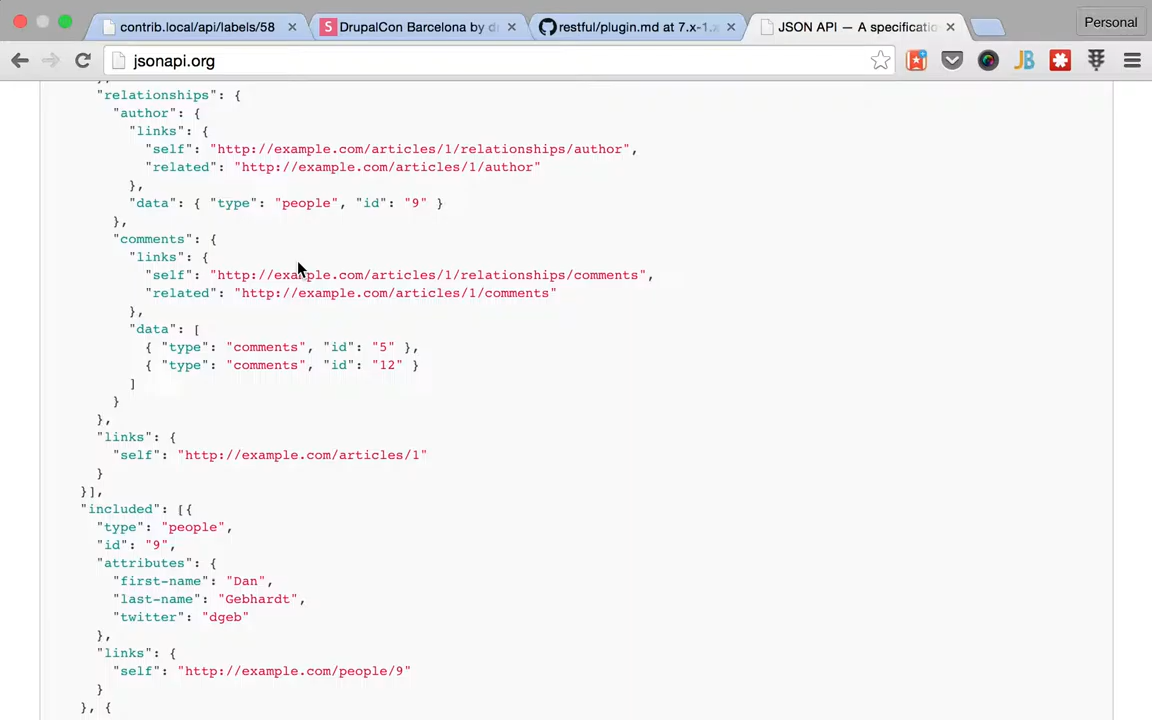 contrib.local/api/labels/58
DrupalCon Barcelona by d
restful/plugin.md at 7.x-1.
JSON API — A specificatio
Personal
jsonapi.org
"relationships": {
"author": {
"links": {
"self": "http://example.com/articles/1/relationships/author",
"related": "http://example.com/articles/1/author"
},
"data": { "type": "people", "id": "9" }
},
"comments": {
"links": {
"self": "http://example.com/articles/1/relationships/comments",
"related": "http://example.com/articles/1/comments"
},
"data": [
{ "type": "comments", "id": "5" },
{ "type": "comments", "id": "12" }
]
}
},
"links": {
"self": "http://example.com/articles/1"
}
}],
"included": [{
"type": "people",
"id": "9",
"attributes": {
"first-name": "Dan",
"last-name": "Gebhardt",
"twitter": "dgeb"
},
"links": {
"self": "http://example.com/people/9"
}
}, {